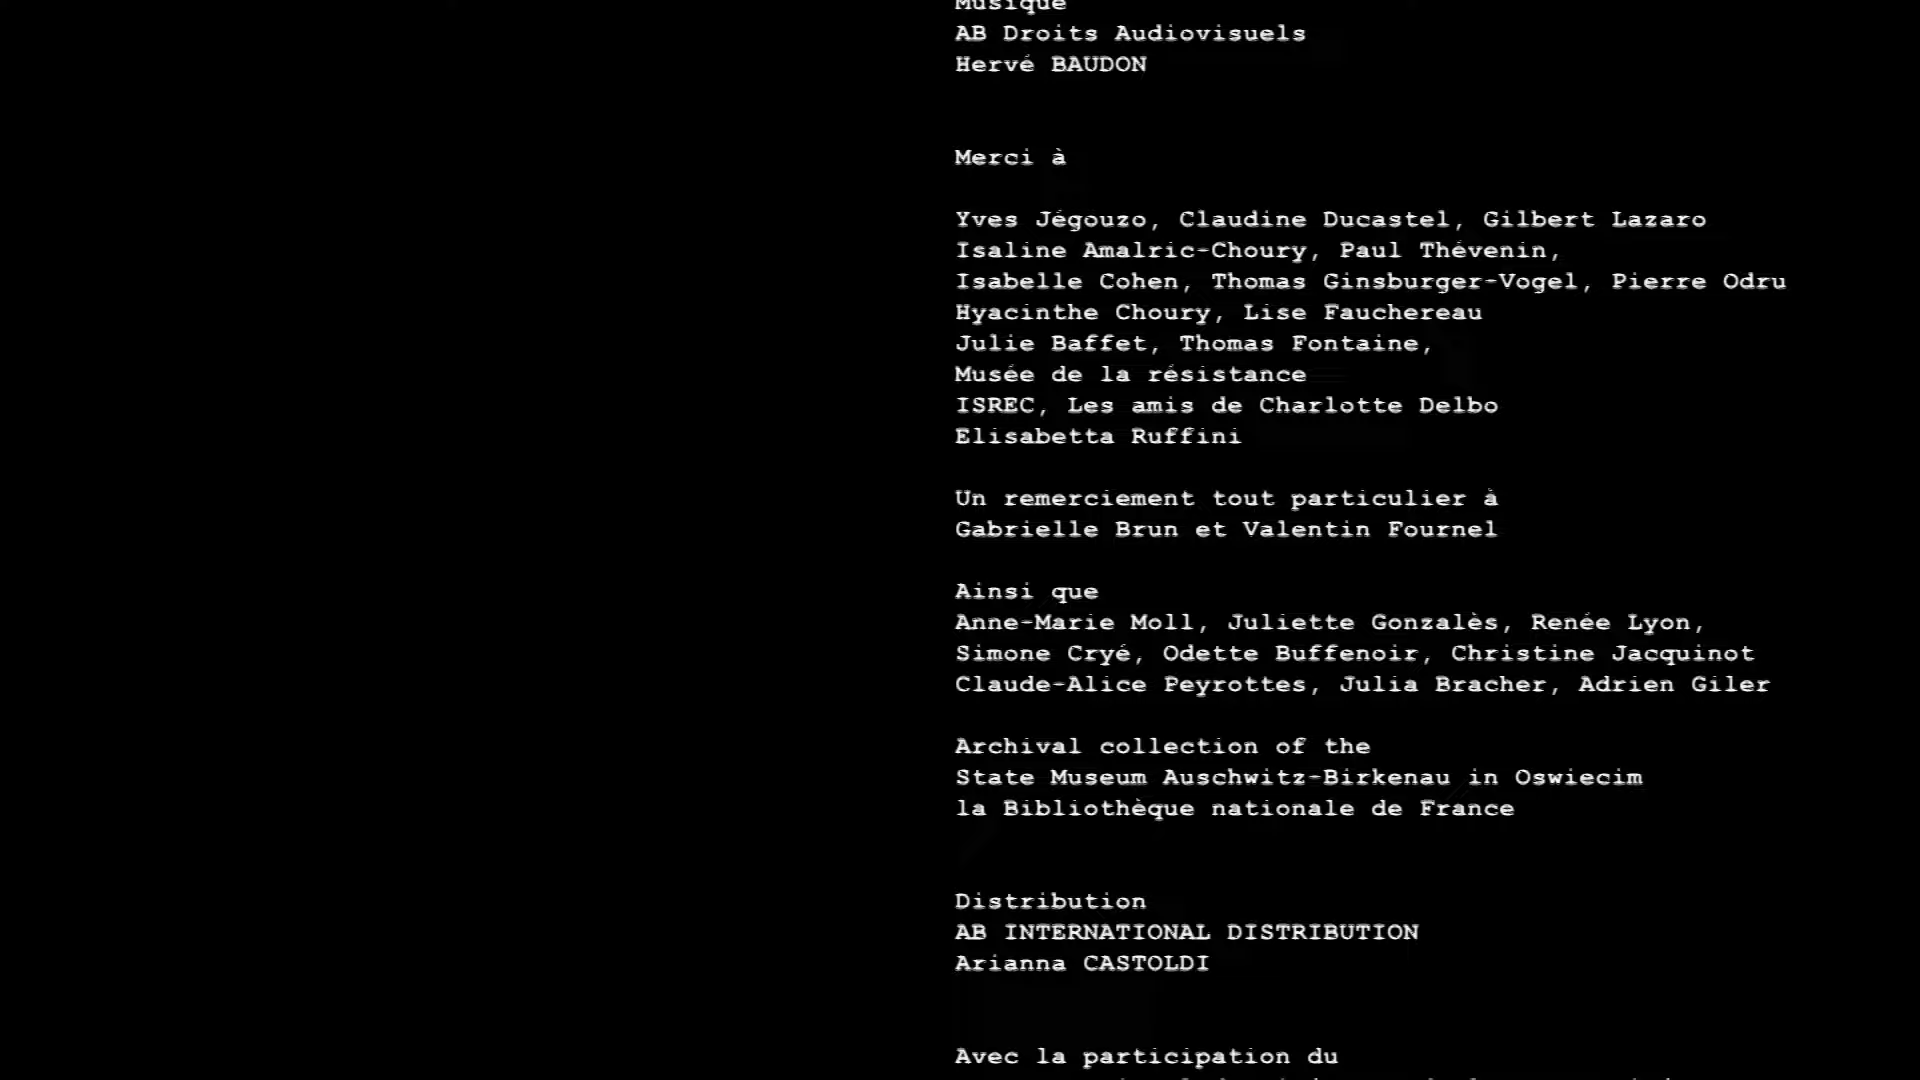 Musique
AB Droits Audiovisuels
Hervé BAUDON
Merci à
Yves Jégouzo, Claudine Ducastel, Gilbert Lazaro
Isaline Amalric-Choury, Paul Thévenin,
Isabelle Cohen, Thomas Ginsburger-Vogel, Pierre Odru
Hyacinthe Choury, Lise Fauchereau
Julie Baffet, Thomas Fontaine,
Musée de la résistance
ISREC, Les amis de Charlotte Delbo
Elisabetta Ruffini
Un remerciement tout particulier à
Gabrielle Brun et Valentin Fournel
Ainsi que
Anne-Marie Moll, Juliette Gonzalès, Renée Lyon,
Simone Cryé, Odette Buffenoir, Christine Jacquinot
Claude-Alice Peyrottes, Julia Bracher, Adrien Giler
Archival collection of the
State Museum Auschwitz-Birkenau in Oswiecim
la Bibliothèque nationale de France
Distribution
AB INTERNATIONAL DISTRIBUTION
Arianna CASTOLDI
Avec la participation du